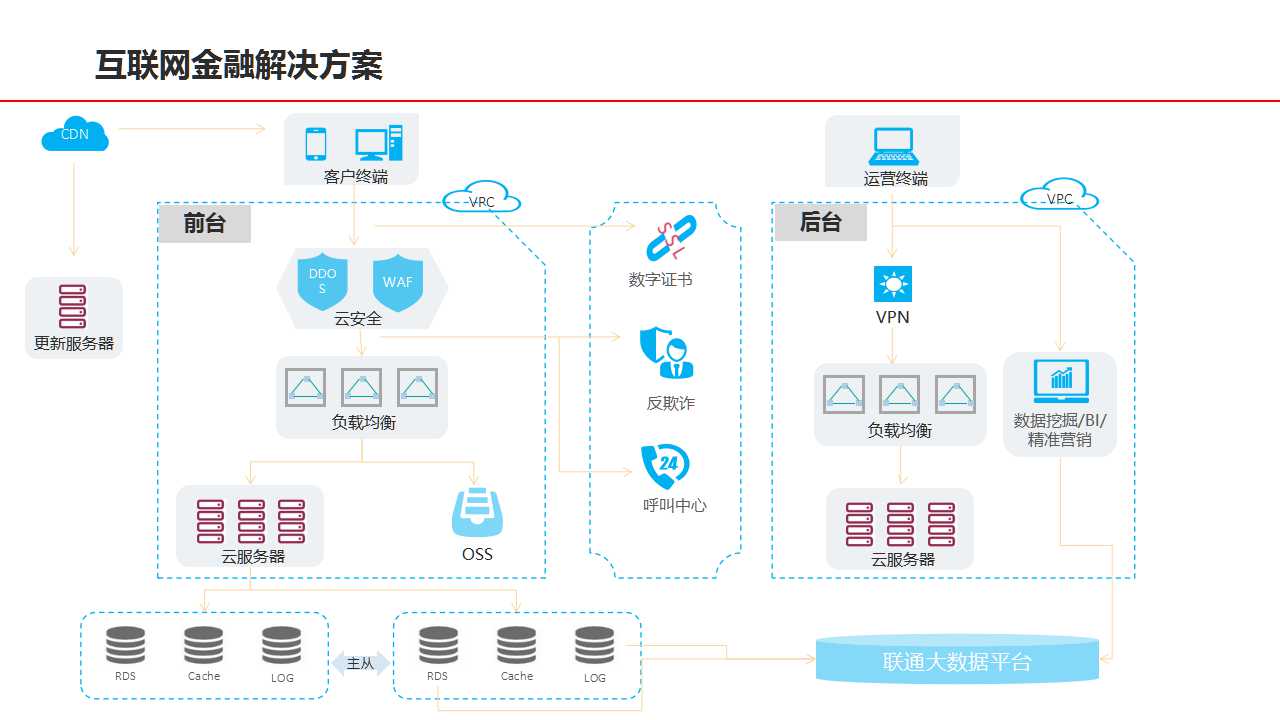 互联网金融解决方案
CDN
客户终端
运营终端
VRC
VPC
前台
后台
DDO
S
WAF
云安全
SSL
数字证书
VPN
更新服务器
负载均衡
反欺诈
负载均衡
数据挖掘/BI/
精准营销
24
呼叫中心
云服务器
OSS
云服务器
RDS
Cache
LOG
主从
RDS
Cache
LOG
联通大数据平台